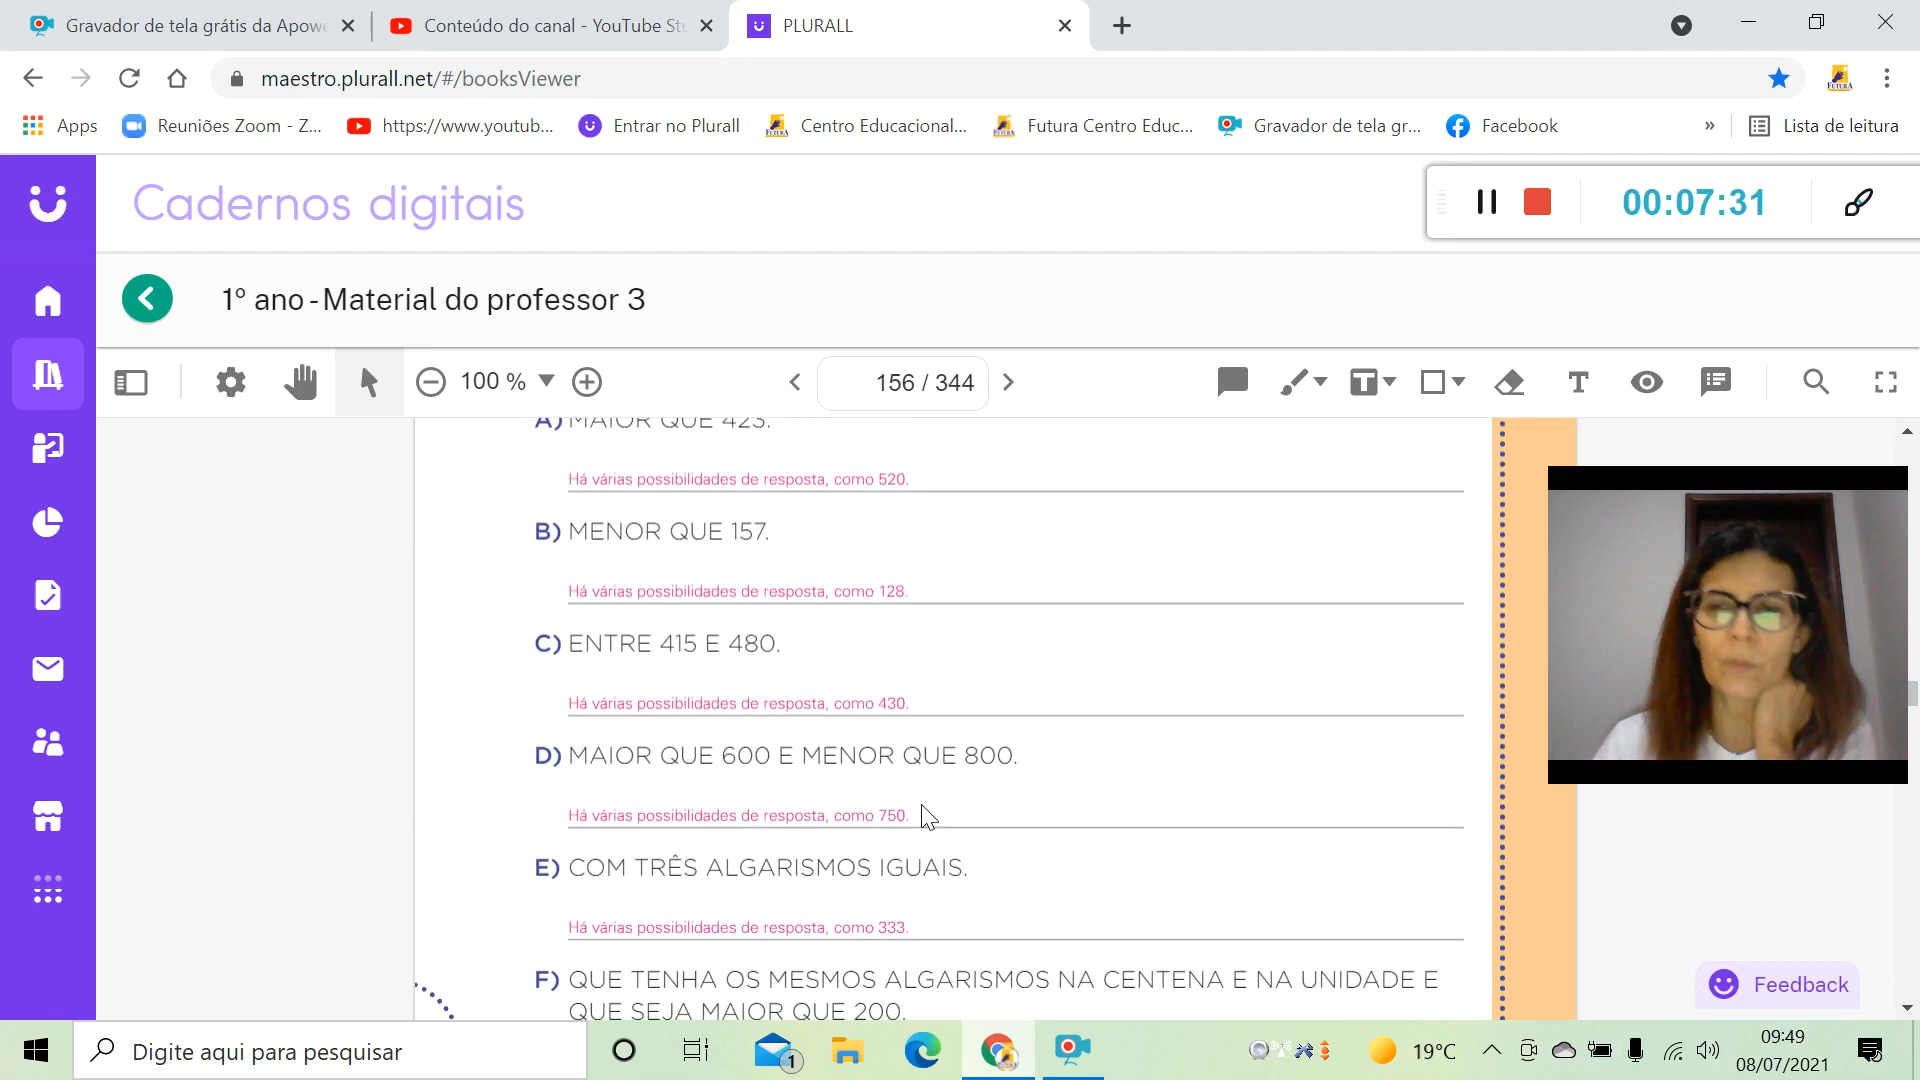 Gravador de tela grátis da Apowe
Conteúdo do canal - YouTube Stu
PLURALL
maestro.plurall.net/#/booksViewer
Apps
Reuniões Zoom - Z...
https://www.youtub...
Entrar no Plurall
Centro Educacional...
Futura Centro Educ...
Gravador de tela gr...
Facebook
»
Lista de leitura
Cadernos digitais
00:07:31
1º ano - Material do professor 3
100 %
156 / 344
A) MAIOR QUE 423.
Há várias possibilidades de resposta, como 520.
B) MENOR QUE 157.
Há várias possibilidades de resposta, como 128.
C) ENTRE 415 E 480.
Há várias possibilidades de resposta, como 430.
D) MAIOR QUE 600 E MENOR QUE 800.
Há várias possibilidades de resposta, como 750.
E) COM TRÊS ALGARISMOS IGUAIS.
Há várias possibilidades de resposta, como 333.
F) QUE TENHA OS MESMOS ALGARISMOS NA CENTENA E NA UNIDADE E
QUE SEJA MAIOR QUE 200.
Feedback
Digite aqui para pesquisar
1
19°C
09:49
08/07/2021